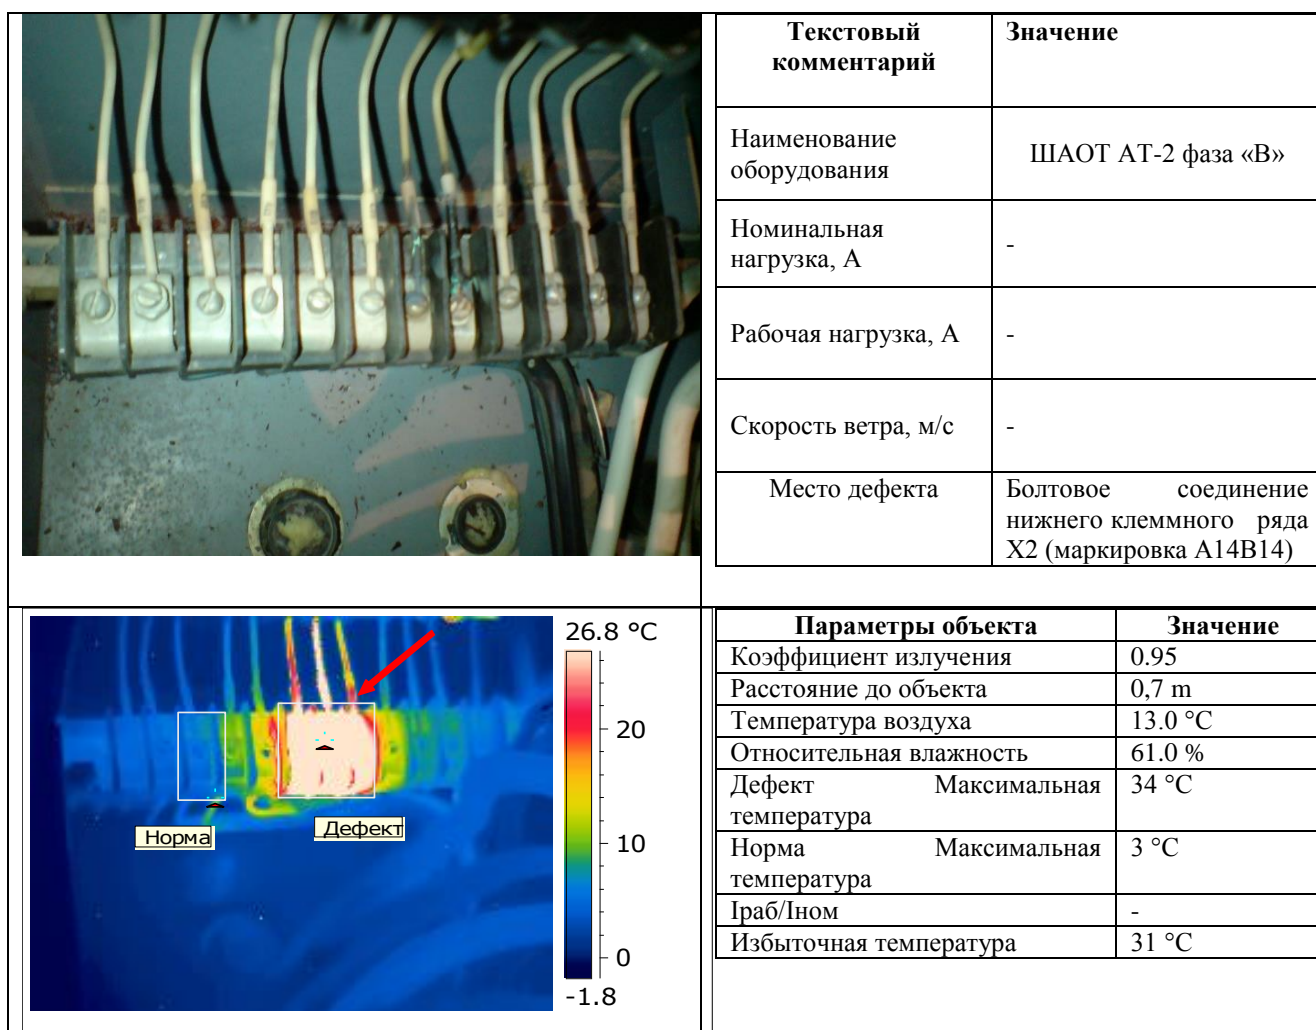 Текстовый комментарий
Значение
Наименование оборудования
ШАОТ АТ-2 фаза «В»
Номинальная нагрузка, А
-
Рабочая нагрузка, А
-
Скорость ветра, м/с
-
Место дефекта
Болтовое соединение
нижнего клеммного ряда
Х2 (маркировка А14В14)
26.8 °C
20
10
0
-1.8
Норма
Дефект
Параметры объекта
Значение
Коэффициент излучения
0.95
Расстояние до объекта
0,7 m
Температура воздуха
13.0 °C
Относительная влажность
61.0 %
Дефект Максимальная
температура
34 °C
Норма Максимальная
температура
3 °C
Iраб/Iном
-
Избыточная температура
31 °C